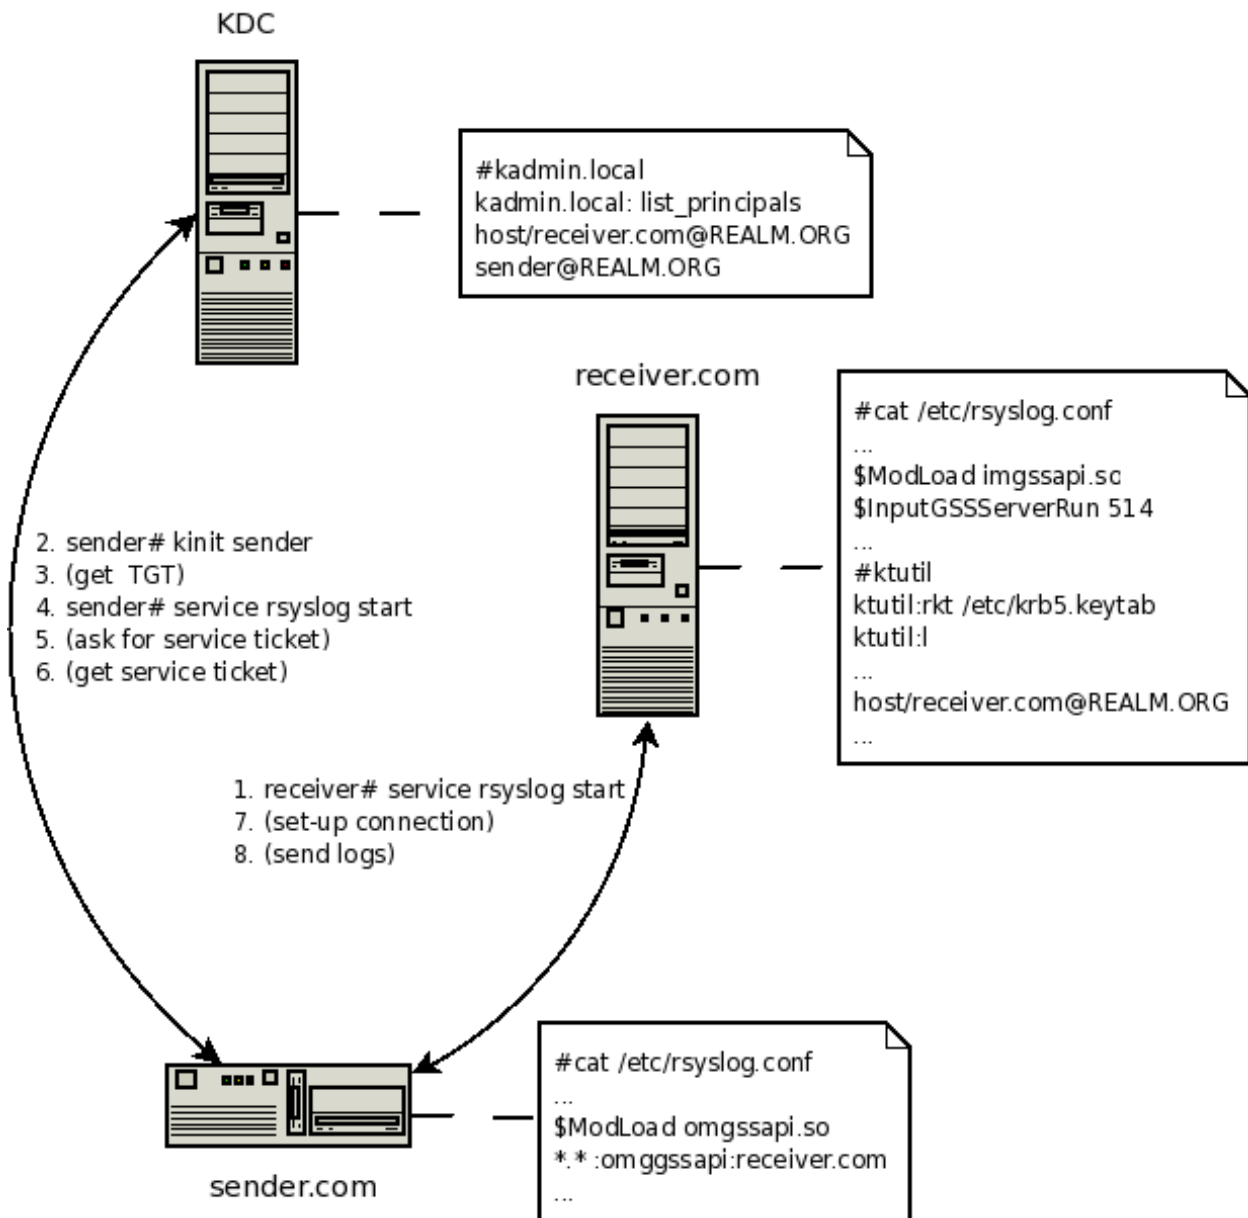 KDC
#kadmin.local
kadmin.local: list_principals
host/receiver.com@REALM.ORG
sender@REALM.ORG
receiver.com
#cat /etc/rsyslog.conf
...
$ModLoad imgssapi.so
$InputGSSServerRun 514
...
#ktutil
ktutil:rkt /etc/krb5.keytab
ktutil:l
...
host/receiver.com@REALM.ORG
...
2. sender# kinit sender
3. (get TGT)
4. sender# service rsyslog start
5. (ask for service ticket)
6. (get service ticket)
1. receiver# service rsyslog start
7. (set-up connection)
8. (send logs)
#cat /etc/rsyslog.conf
...
$ModLoad omgssapi.so
*.* :omggssapi:receiver.com
...
sender.com